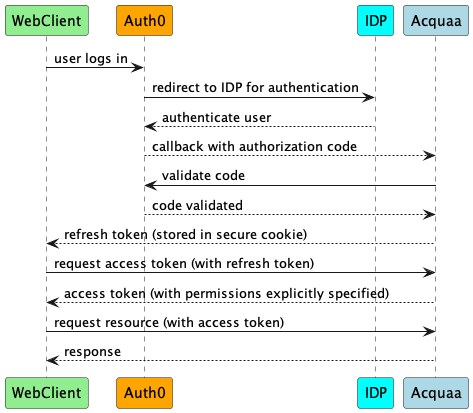 WebClient Auth0 IDP Acquaa
user logs in
redirect to IDP for authentication
authenticate user
callback with authorization code
validate code
code validated
refresh token (stored in secure cookie)
request access token (with refresh token)
access token (with permissions explicitly specified)
request resource (with access token)
response
WebClient Auth0 IDP Acquaa